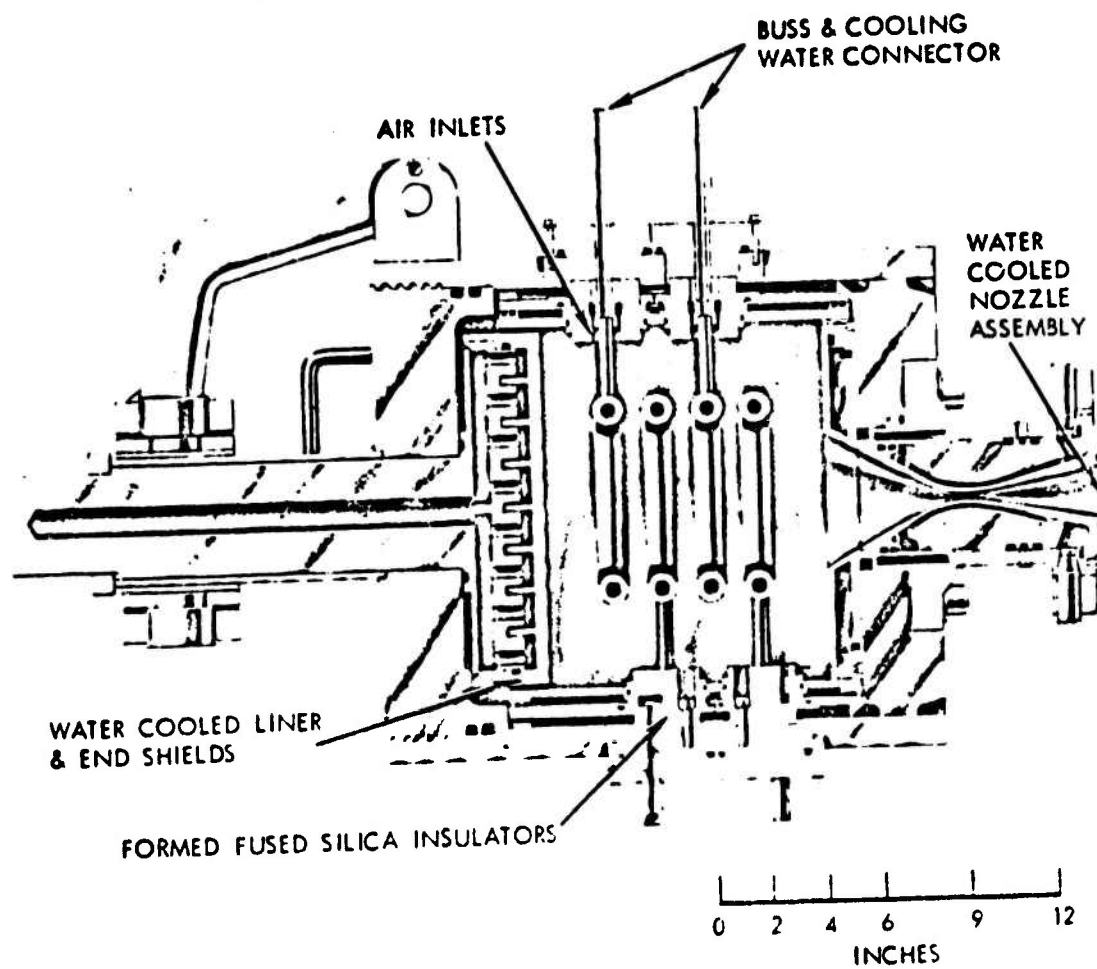 BUSS & COOLING
WATER CONNECTOR
AIR INLETS
WATER
COOLED
NOZZLE
ASSEMBLY
WATER COOLED LINER
& END SHIELDS
FORMED FUSED SILICA INSULATORS
0 2 4 6 9 12
INCHES